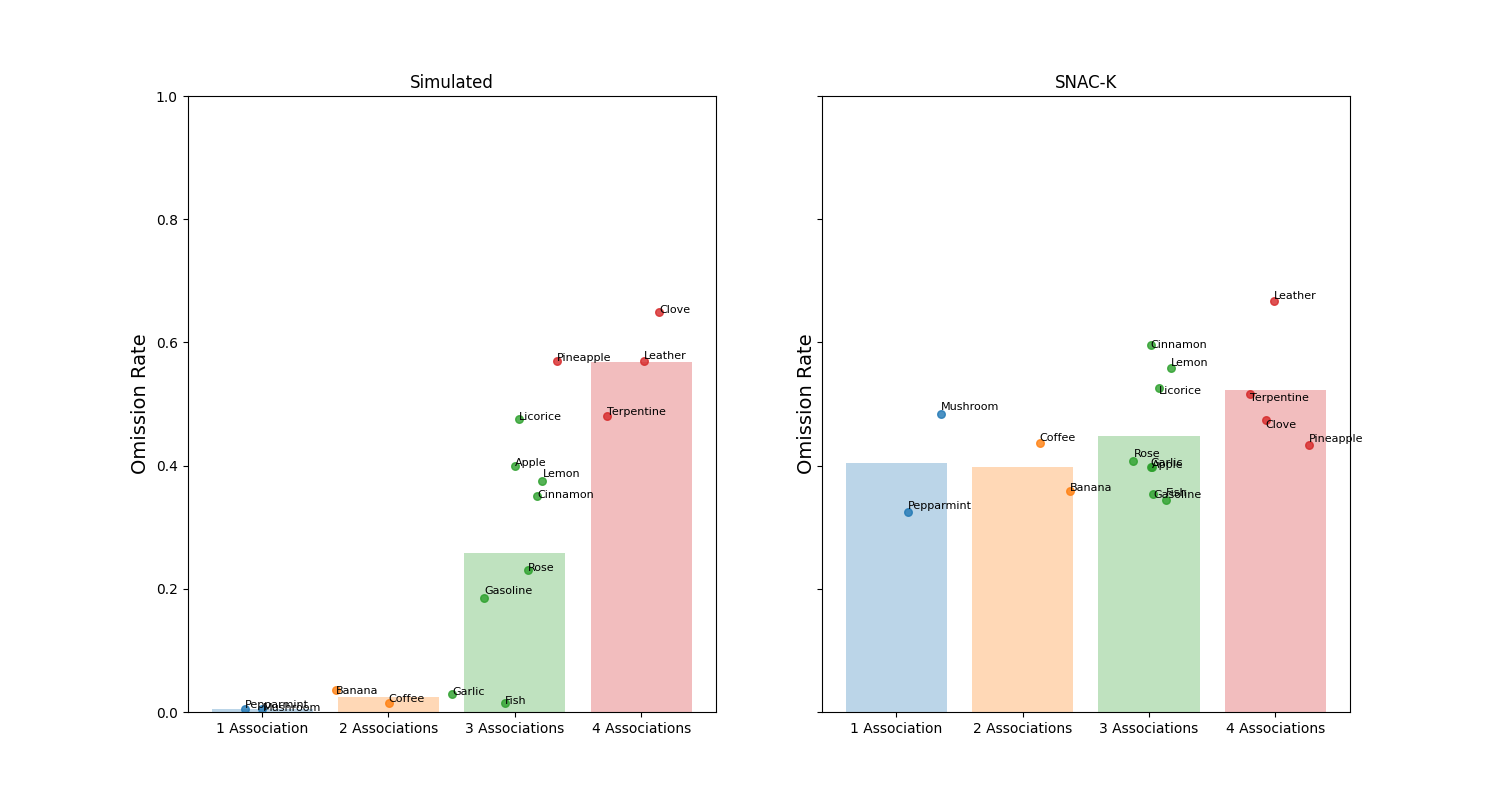 Simulated
SNAC-K
Omission Rate
1.0
0.8
0.6
0.4
0.2
0.0
Clove
Pineapple
Leather
Licorice
Terpentine
Apple
Lemon
Cinnamon
Rose
Gasoline
Banana
Coffee
Garlic
Fish
Pepparmint
Mushroom
1 Association
2 Associations
3 Associations
4 Associations
Omission Rate
Leather
Cinnamon
Lemon
Licorice
Terpentine
Mushroom
Clove
Coffee
Pineapple
Rose
Garlic
Apple
Banana
Fish
Gasoline
Pepparmint
1 Association
2 Associations
3 Associations
4 Associations